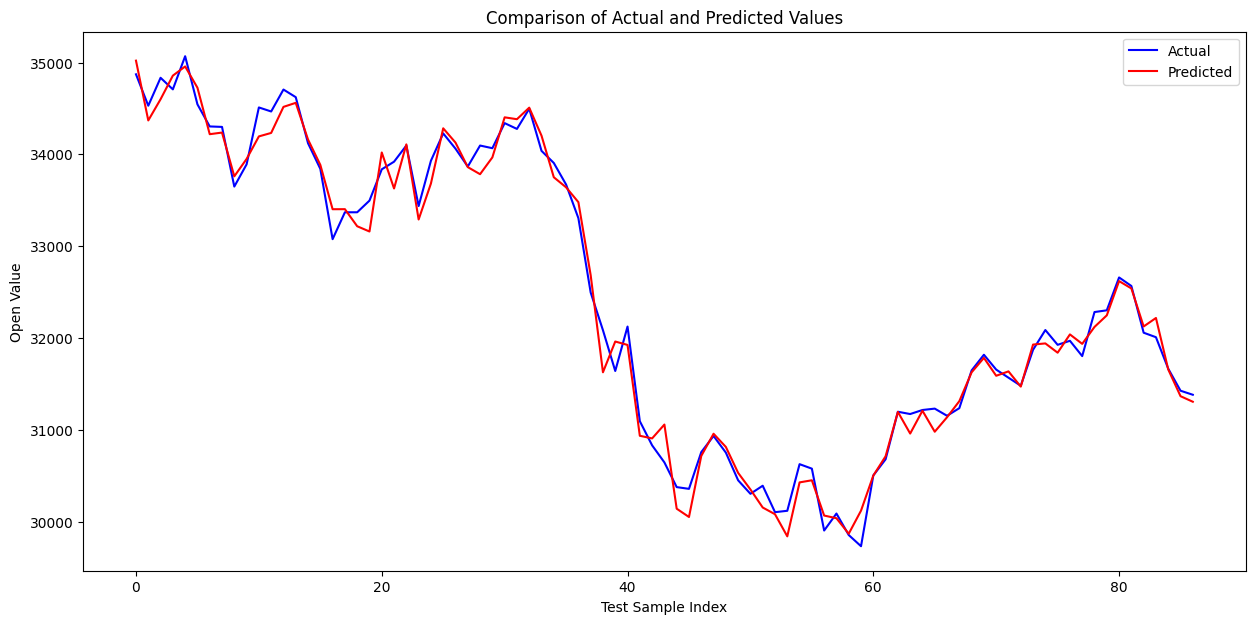 Comparison of Actual and Predicted Values
Actual
Predicted
Open Value
35000
34000
33000
32000
31000
30000
0
20
40
60
80
Test Sample Index